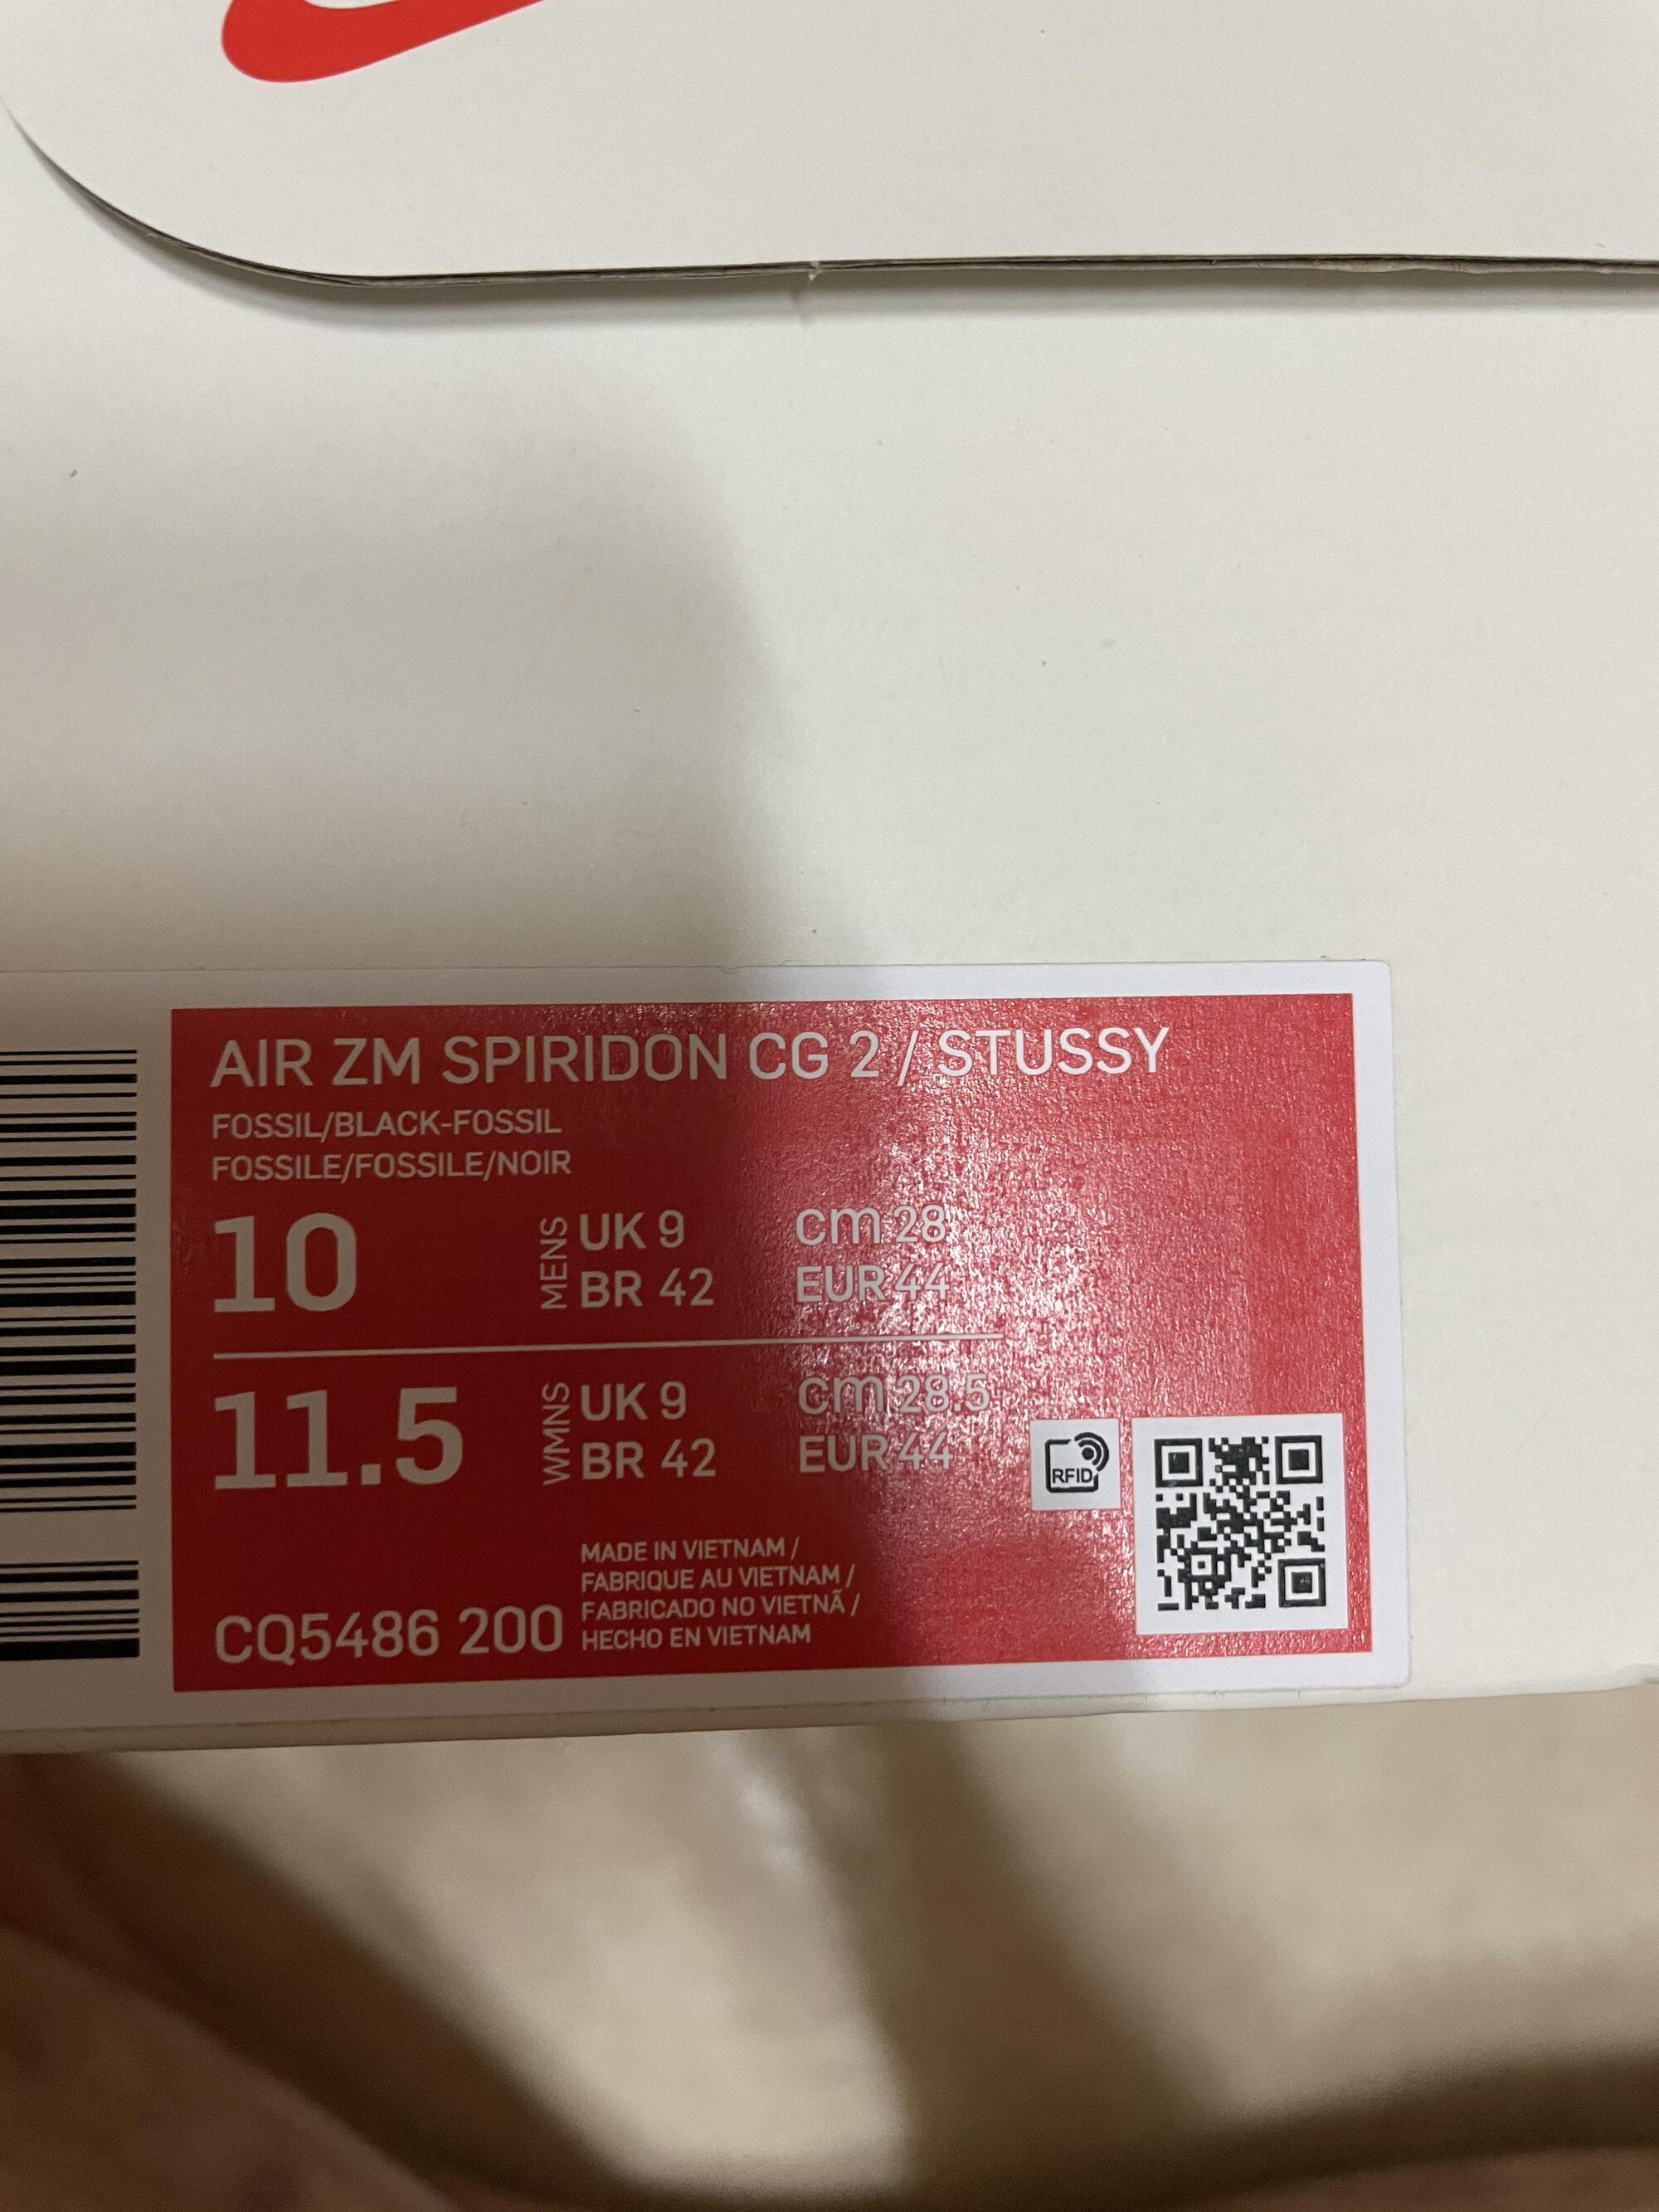 AIR ZM SPIRIDON CG 2 / STUSSY
FOSSIL/BLACK-FOSSIL
FOSSILE/FOSSILE/NOIR
10
MENS
UK 9 cm 28
BR 42 EUR 44
11.5
WMNS
UK 9 cm 28.5
BR 42 EUR 44
RFID
CQ5486 200
MADE IN VIETNAM /
FABRIQUE AU VIETNAM /
FABRICADO NO VIETNÃ /
HECHO EN VIETNAM